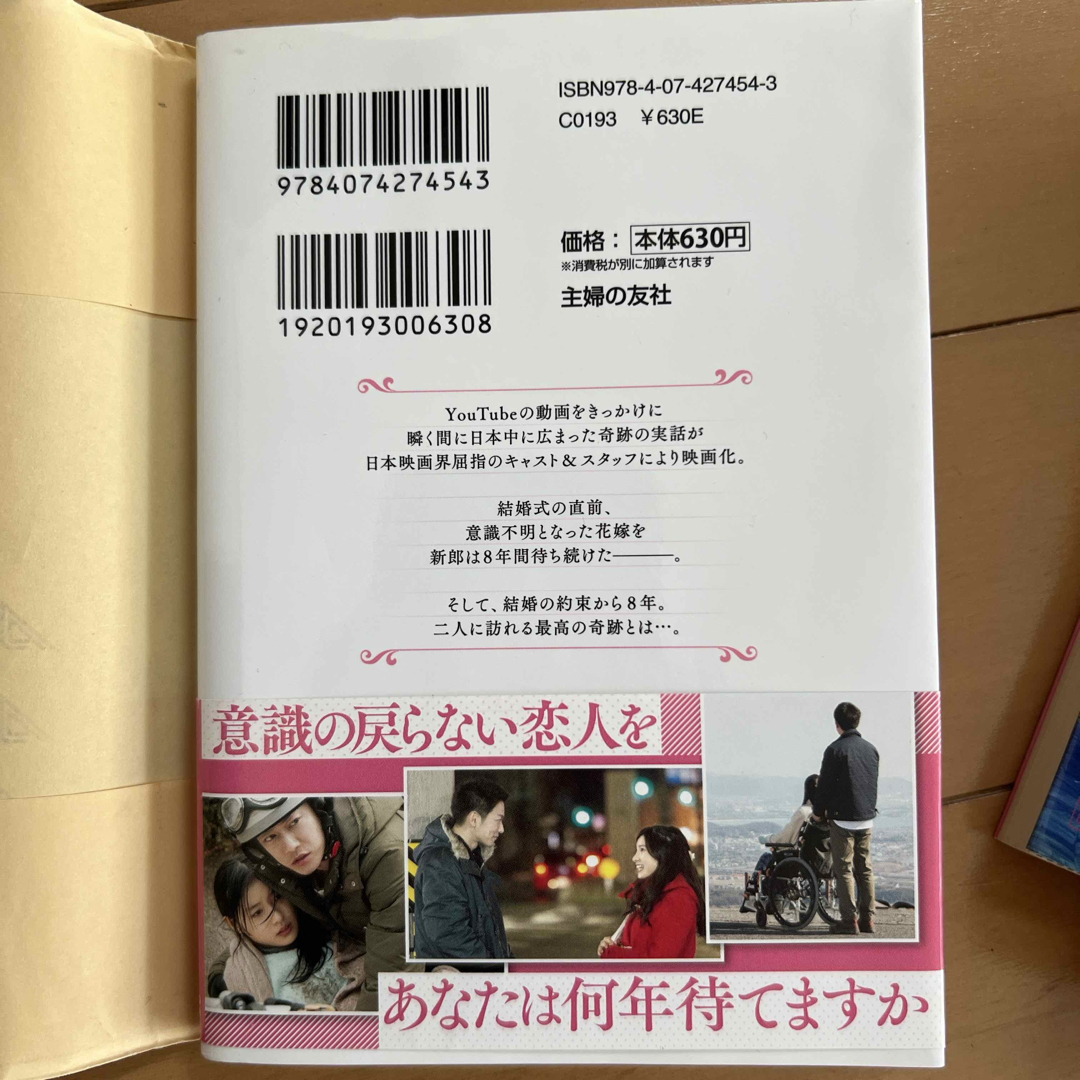 ISBN978-4-07-427454-3
C0193 ￥630E
9784074274543
価格： 本体630円
※消費税が別に加算されます
主婦の友社
1920193006308
YouTubeの動画をきっかけに
瞬く間に日本中に広まった奇跡の実話が
日本映画界屈指のキャスト＆スタッフにより映画化。
結婚式の直前、
意識不明となった花嫁を
新郎は8年間待ち続けた———。
そして、結婚の約束から8年。
二人に訪れる最高の奇跡とは…。
意識の戻らない恋人を
あなたは何年待てますか